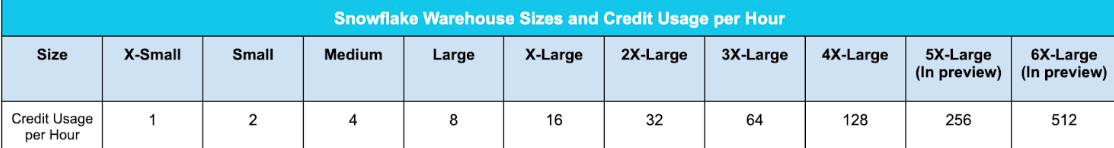 Snowflake Warehouse Sizes and Credit Usage per Hour
Size X-Small Small Medium Large X-Large 2X-Large 3X-Large 4X-Large 5X-Large 6X-Large
(In preview) (In preview)
Credit Usage
per Hour 1 2 4 8 16 32 64 128 256 512